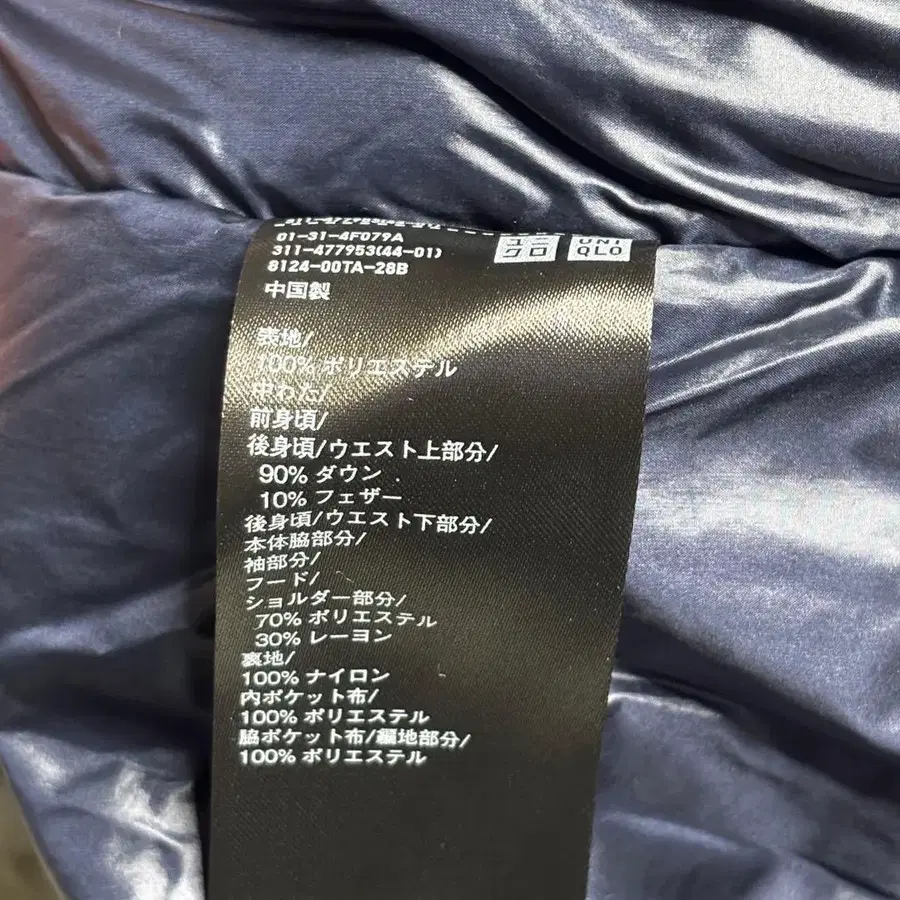 01-31-4F079A
311-477953(44-01)
8124-00TA-28B
中国製
ユニクロ
UNIQLO
表地/
100% ポリエステル
中わた/
前身頃/
後身頃/ウエスト上部分/
90% ダウン
10% フェザー
後身頃/ウエスト下部分/
本体脇部分/
袖部分/
フード/
ショルダー部分/
70% ポリエステル
30% レーヨン
裏地/
100% ナイロン
内ポケット布/
100% ポリエステル
脇ポケット布/編地部分/
100% ポリエステル